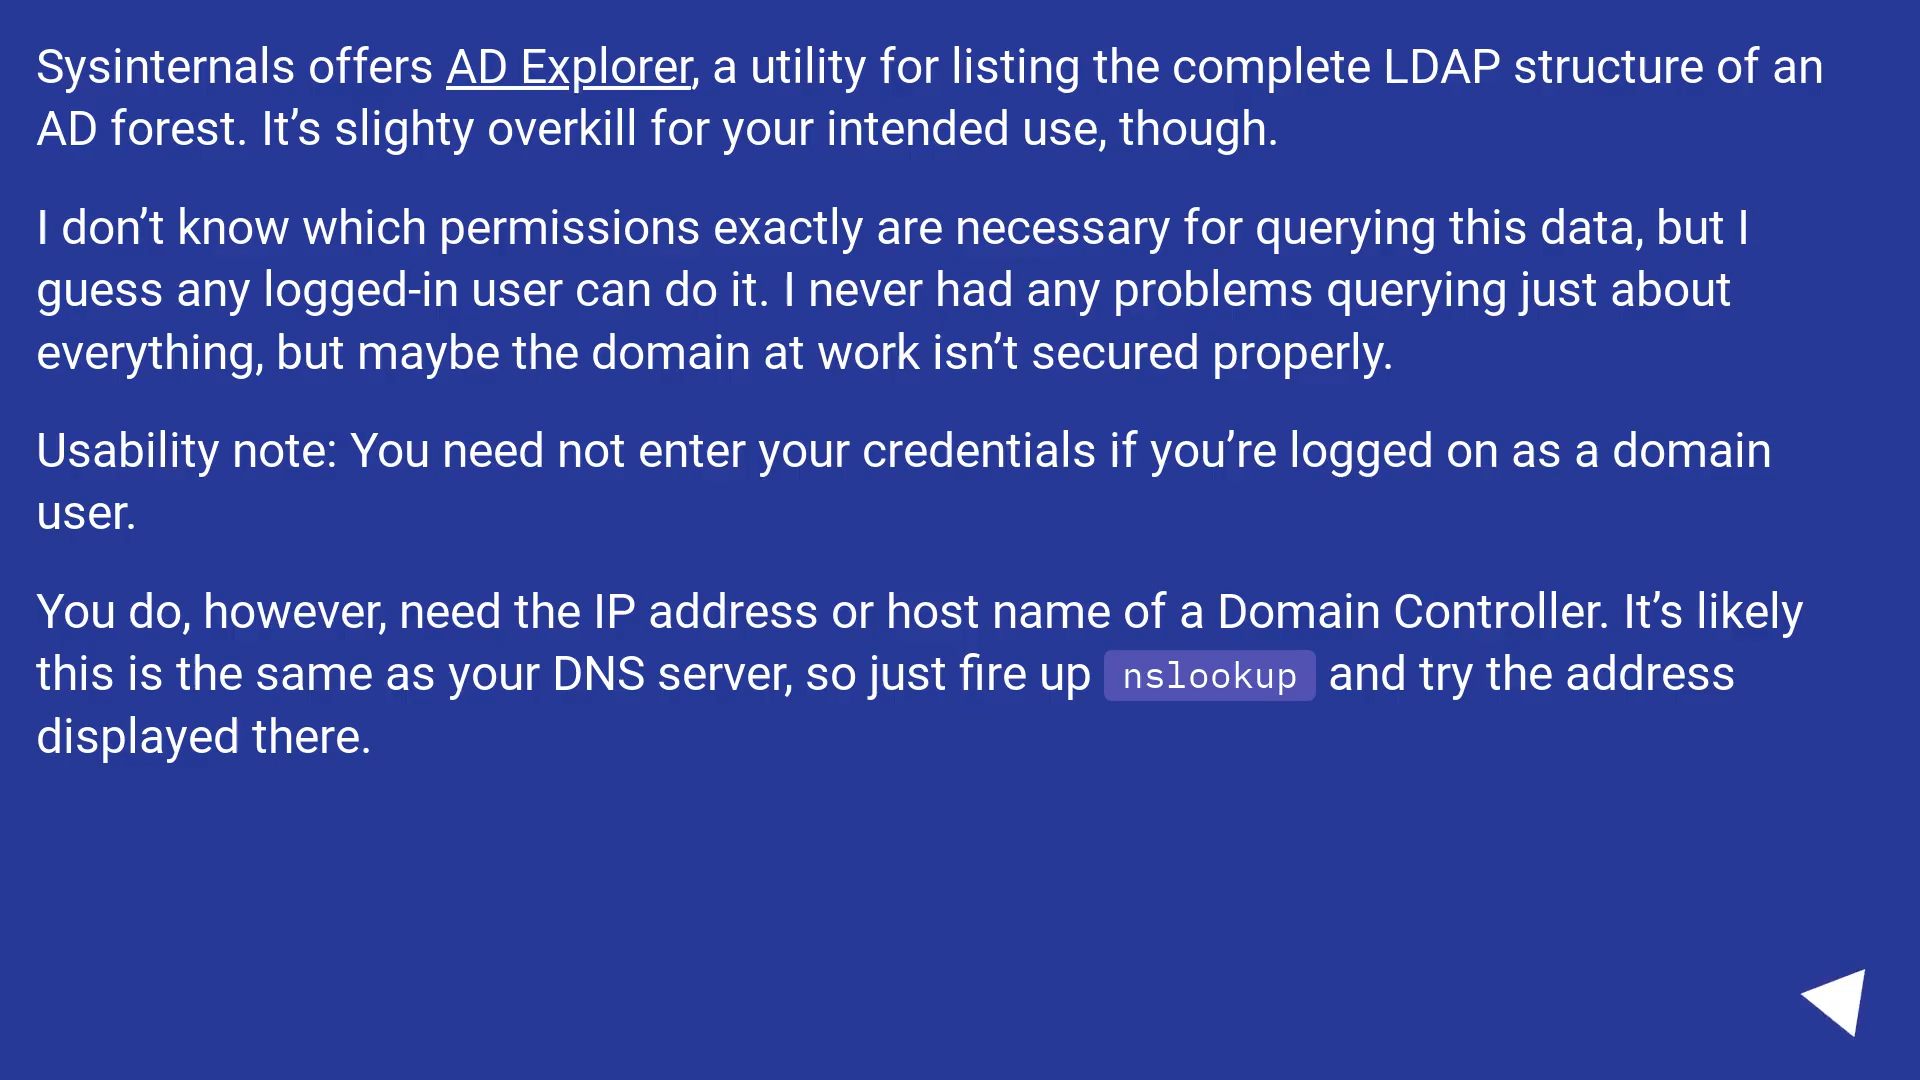 Sysinternals offers AD Explorer, a utility for listing the complete LDAP structure of an
AD forest. It’s slighty overkill for your intended use, though.
I don’t know which permissions exactly are necessary for querying this data, but I
guess any logged-in user can do it. I never had any problems querying just about
everything, but maybe the domain at work isn’t secured properly.
Usability note: You need not enter your credentials if you’re logged on as a domain
user.
You do, however, need the IP address or host name of a Domain Controller. It’s likely
this is the same as your DNS server, so just fire up nslookup and try the address
displayed there.